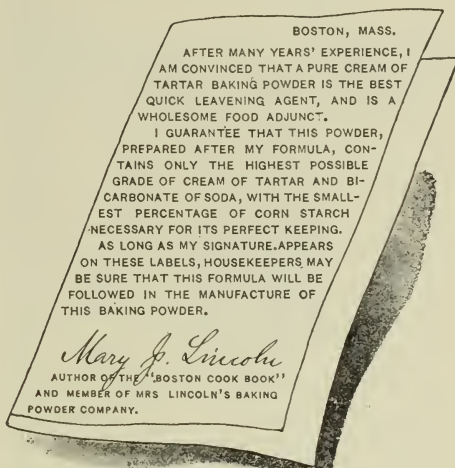 BOSTON, MASS.
AFTER MANY YEARS' EXPERIENCE, I
AM CONVINCED THAT A PURE CREAM OF
TARTAR BAKING POWDER IS THE BEST
QUICK LEAVENING AGENT, AND IS A
WHOLESOME FOOD ADJUNCT.
I GUARANTEE THAT THIS POWDER,
PREPARED AFTER MY FORMULA, CON-
TAINS ONLY THE HIGHEST POSSIBLE
GRADE OF CREAM OF TARTAR AND BI-
CARBONATE OF SODA, WITH THE SMALL-
EST PERCENTAGE OF CORN STARCH
NECESSARY FOR ITS PERFECT KEEPING.
AS LONG AS MY SIGNATURE APPEARS
ON THESE LABELS, HOUSEKEEPERS MAY
BE SURE THAT THIS FORMULA WILL BE
FOLLOWED IN THE MANUFACTURE OF
THIS BAKING POWDER.
Mary J. Lincoln
AUTHOR OF THE "BOSTON COOK BOOK"
AND MEMBER OF MRS LINCOLN'S BAKING
POWDER COMPANY.